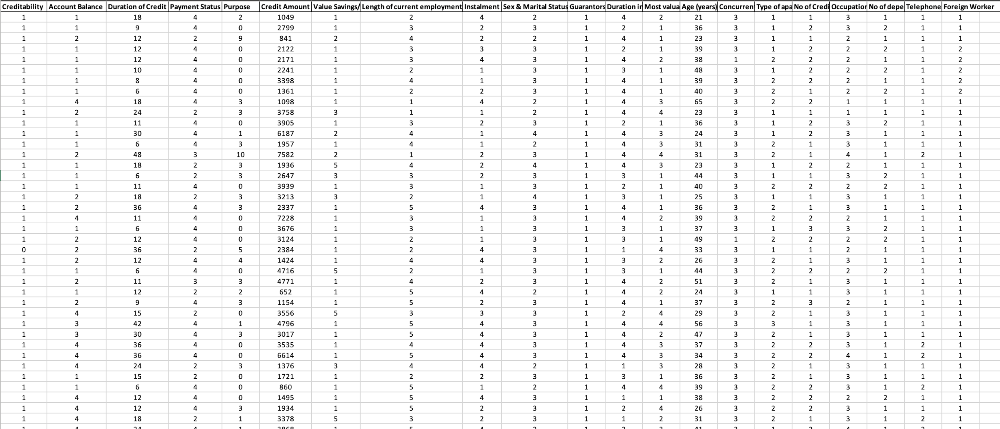 Creditability Account Balance Duration of Credit Payment Status Purpose Credit Amount Value Savings/ Length of current employment Instalment Sex & Marital Status Guarantors Duration in Most valua Age (years) Concurrent Type of apa No of Credi Occupation No of depe Telephone Foreign Worker
1 1 18 4 2 1049 1 2 4 2 1 4 2 21 3 1 1 3 1 1 1
1 1 9 4 0 2799 1 3 2 3 1 2 1 36 3 1 2 3 2 1 1
1 2 12 2 9 841 2 4 2 2 1 4 1 23 3 1 1 2 1 1 1
1 1 12 4 0 2122 1 3 3 3 1 2 1 39 3 1 2 2 2 1 2
1 1 12 4 0 2171 1 3 4 3 1 4 2 38 1 2 2 2 1 1 2
1 1 10 4 0 2241 1 2 1 3 1 3 1 48 3 1 2 2 2 1 2
1 1 8 4 0 3398 1 4 1 3 1 4 1 39 3 2 2 2 1 1 2
1 1 6 4 0 1361 1 2 2 3 1 4 1 40 3 2 1 2 2 1 2
1 4 18 4 3 1098 1 1 4 2 1 4 3 65 3 2 2 1 1 1 1
1 2 24 2 3 3758 3 1 1 2 1 4 4 23 3 1 1 1 1 1 1
1 1 11 4 0 3905 1 3 2 3 1 2 1 36 3 1 2 3 2 1 1
1 1 30 4 1 6187 2 4 1 4 1 4 3 24 3 1 2 3 1 1 1
1 1 6 4 3 1957 1 4 1 2 1 4 3 31 3 2 1 3 1 1 1
1 2 48 3 10 7582 2 1 2 3 1 4 4 31 3 2 1 4 1 2 1
1 1 18 2 3 1936 5 4 2 4 1 4 3 23 3 1 2 2 1 1 1
1 1 6 2 3 2647 3 3 2 3 1 3 1 44 3 1 1 3 2 1 1
1 1 11 4 0 3939 1 3 1 3 1 2 1 40 3 2 2 2 2 1 1
1 2 18 2 3 3213 3 2 1 4 1 3 1 25 3 1 1 3 1 1 1
1 2 36 4 3 2337 1 5 4 3 1 4 1 36 3 2 1 3 1 1 1
1 4 11 4 0 7228 1 3 1 3 1 4 2 39 3 2 2 2 1 1 1
1 1 6 4 0 3676 1 3 1 3 1 3 1 37 3 1 3 3 2 1 1
1 2 12 4 0 3124 1 2 1 3 1 3 1 49 1 2 2 2 2 1 1
0 2 36 2 5 2384 1 2 4 3 1 1 4 33 3 1 1 2 1 1 1
1 2 12 4 4 1424 1 4 4 3 1 3 2 26 3 2 1 3 1 1 1
1 1 6 4 0 4716 5 2 1 3 1 3 1 44 3 2 2 2 2 1 1
1 2 11 3 3 4771 1 4 2 3 1 4 2 51 3 2 1 3 1 1 1
1 1 12 2 2 652 1 5 4 2 1 4 2 24 3 1 1 3 1 1 1
1 2 9 4 3 1154 1 5 2 3 1 4 1 37 3 2 3 2 1 1 1
1 4 15 2 0 3556 5 3 3 3 1 2 4 29 3 2 1 3 1 1 1
1 3 42 4 1 4796 1 5 4 3 1 4 4 56 3 3 1 3 1 1 1
1 3 30 4 3 3017 1 5 4 3 1 4 2 47 3 2 1 3 1 1 1
1 4 36 4 0 3535 1 4 4 3 1 4 3 37 3 2 2 3 1 2 1
1 4 36 4 0 6614 1 5 4 3 1 4 3 34 3 2 2 4 1 2 1
1 4 24 2 3 1376 3 4 4 2 1 1 3 28 3 2 1 3 1 1 1
1 1 15 2 0 1721 1 2 2 3 1 3 1 36 3 2 1 3 1 1 1
1 1 6 4 0 860 1 5 1 2 1 4 4 39 3 2 2 3 1 2 1
1 4 12 4 0 1495 1 5 4 3 1 1 1 38 3 2 2 2 2 1 1
1 4 12 4 3 1934 1 5 2 3 1 2 4 26 3 2 2 3 1 1 1
1 4 18 2 1 3378 5 3 2 3 1 1 2 31 3 2 1 3 1 2 1